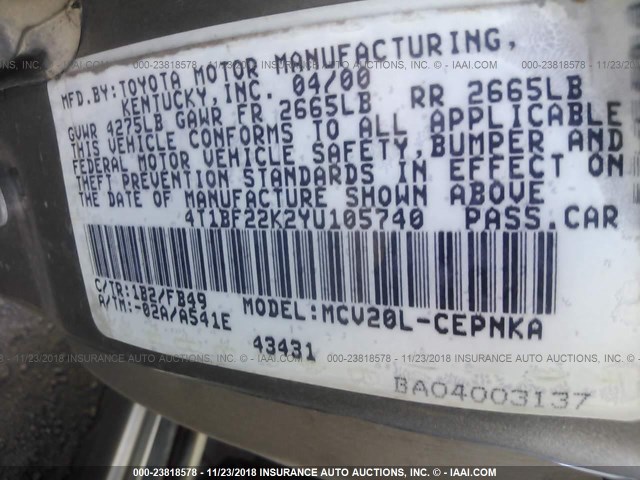 MFD.BY:TOYOTA MOTOR MANUFACTURING,
KENTUCKY,INC. 04/00
GVWR 4275LB GAWR FR 2665LB RR 2665LB
THIS VEHICLE CONFORMS TO ALL APPLICABLE
FEDERAL MOTOR VEHICLE SAFETY,BUMPER AND
THEFT PREVENTION STANDARDS IN EFFECT ON
THE DATE OF MANUFACTURE SHOWN ABOVE
4T1BF22K2YU105740 PASS.CAR
C/TR:1B2/FB49
A/TM:-02A/A541E
MODEL:MCV20L-CEPNKA
43431
BA04003137
000-23818578 - 11/23/2018 INSURANCE AUTO AUCTIONS, INC. - © IAAI.COM